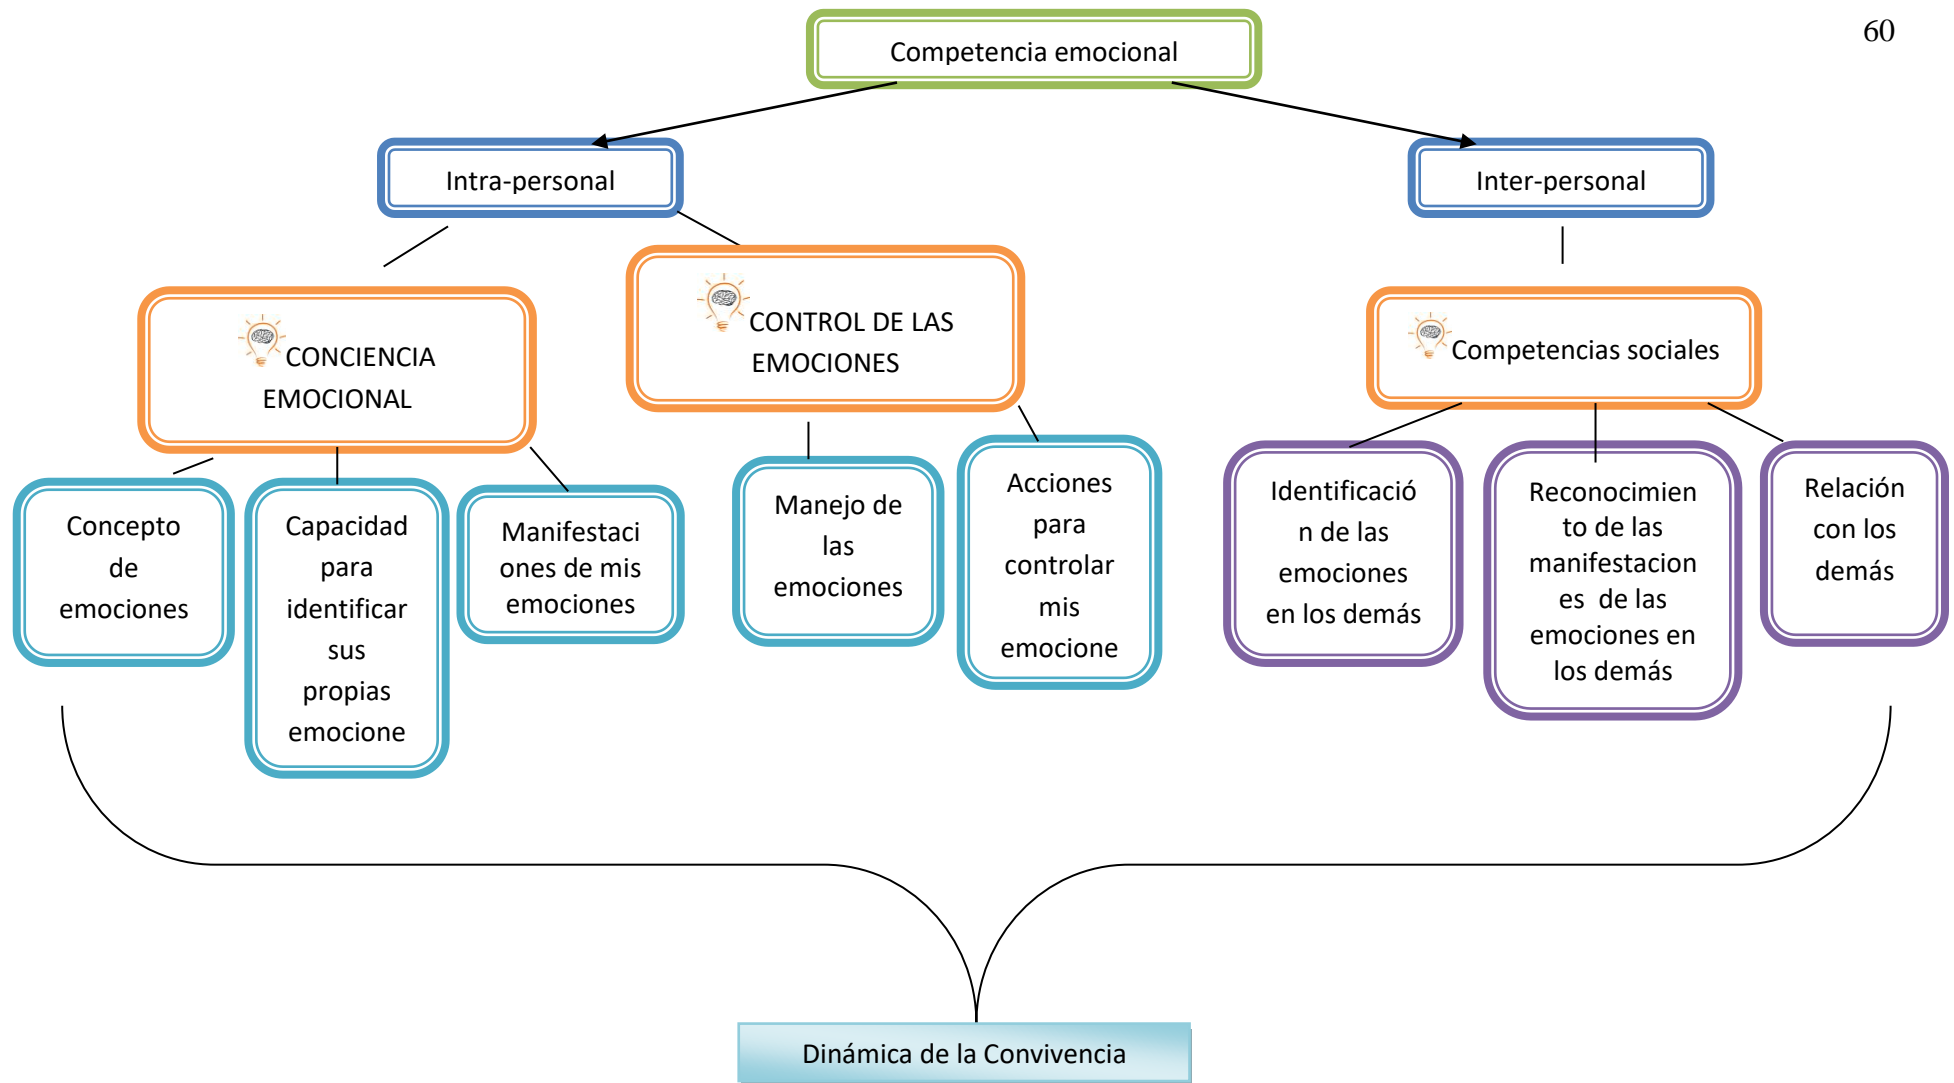 60
Competencia emocional
Intra-personal
Inter-personal
CONCIENCIA
EMOCIONAL
CONTROL DE LAS
EMOCIONES
Competencias sociales
Concepto
de
emociones
Capacidad
para
identificar
sus
propias
emocione
Manifestaci
ones de mis
emociones
Manejo de
las
emociones
Acciones
para
controlar
mis
emocione
Identificació
n de las
emociones
en los demás
Reconocimien
to de las
manifestacion
es  de las
emociones en
los demás
Relación
con los
demás
Dinámica de la Convivencia